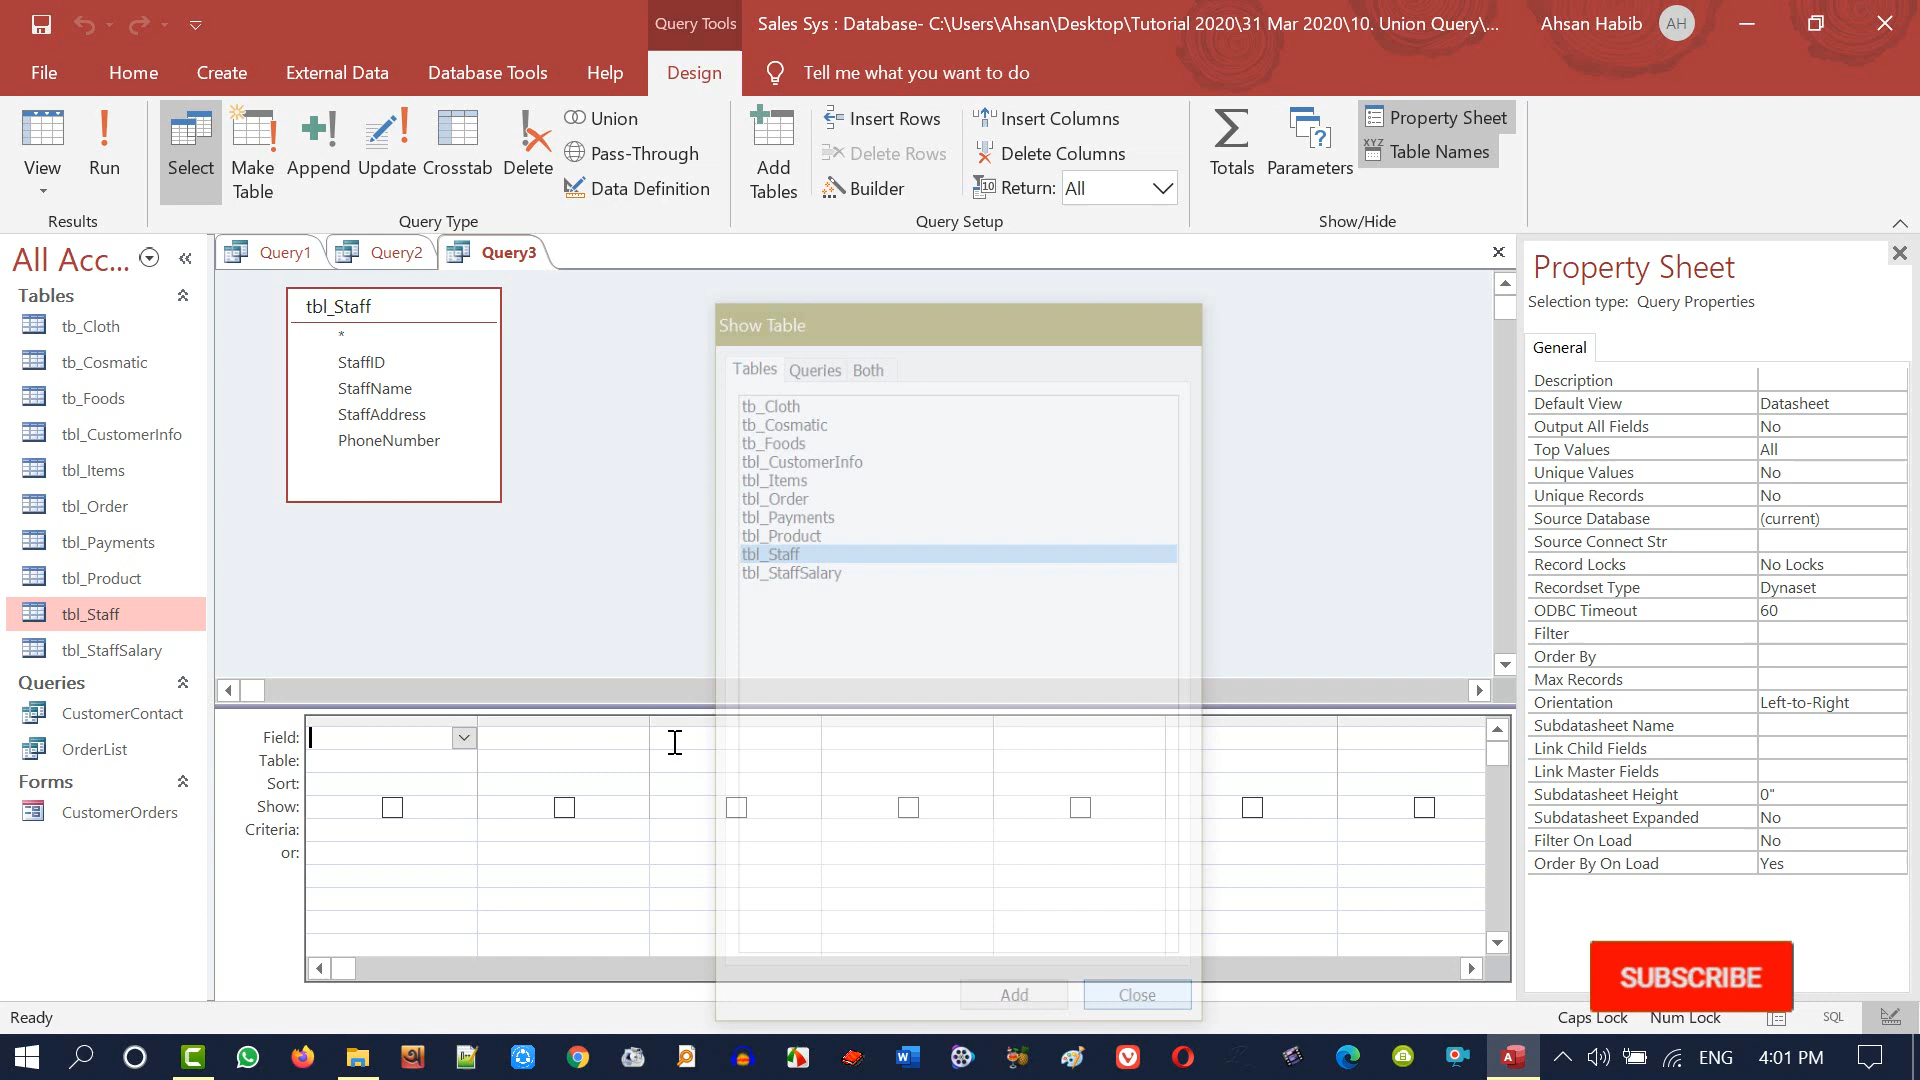 Query Tools
Sales Sys : Database- C:\Users\Ahsan\Desktop\Tutorial 2020\31 Mar 2020\10. Union Query\...
Ahsan Habib
AH
File
Home
Create
External Data
Database Tools
Help
Design
Tell me what you want to do
View
Run
Select
Make
Table
Append
Update
Crosstab
Delete
Union
Pass-Through
Data Definition
Add
Tables
Insert Rows
Delete Rows
Builder
Insert Columns
Delete Columns
Return: All
Totals
Parameters
Property Sheet
Table Names
Results
Query Type
Query Setup
Show/Hide
All Acc...
Tables
tb_Cloth
tb_Cosmatic
tb_Foods
tbl_CustomerInfo
tbl_Items
tbl_Order
tbl_Payments
tbl_Product
tbl_Staff
tbl_StaffSalary
Queries
CustomerContact
OrderList
Forms
CustomerOrders
Query1
Query2
Query3
tbl_Staff
*
StaffID
StaffName
StaffAddress
PhoneNumber
Show Table
Tables
Queries
Both
tb_Cloth
tb_Cosmatic
tb_Foods
tbl_CustomerInfo
tbl_Items
tbl_Order
tbl_Payments
tbl_Product
tbl_Staff
tbl_StaffSalary
Add
Close
Field:
Table:
Sort:
Show:
Criteria:
or:
Property Sheet
Selection type: Query Properties
General
Description
Default View Datasheet
Output All Fields No
Top Values All
Unique Values No
Unique Records No
Source Database (current)
Source Connect Str
Record Locks No Locks
Recordset Type Dynaset
ODBC Timeout 60
Filter
Order By
Max Records
Orientation Left-to-Right
Subdatasheet Name
Link Child Fields
Link Master Fields
Subdatasheet Height 0"
Subdatasheet Expanded No
Filter On Load No
Order By On Load Yes
SUBSCRIBE
Ready
Caps Lock
Num Lock
SQL
ENG
4:01 PM